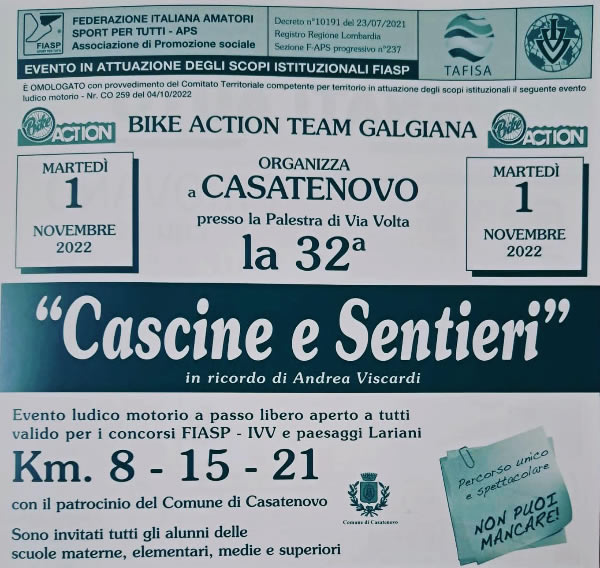 FEDERAZIONE ITALIANA AMATORI
SPORT PER TUTTI - APS
Associazione di Promozione sociale
FIASP
SPORT PER TUTTI
Decreto n°10191 del 23/07/2021
Registro Regione Lombardia
Sezione F-APS progressivo n°237
EVENTO IN ATTUAZIONE DEGLI SCOPI ISTITUZIONALI FIASP
TAFISA
IVV
È OMOLOGATO con provvedimento del Comitato Territoriale competente per territorio in attuazione degli scopi istituzionali il seguente evento
ludico motorio - Nr. CO 259 del 04/10/2022
Bike ACTION
BIKE ACTION TEAM GALGIANA
Bike ACTION
MARTEDÌ
1
NOVEMBRE
2022
ORGANIZZA
a CASATENOVO
presso la Palestra di Via Volta
la 32ª
MARTEDÌ
1
NOVEMBRE
2022
“Cascine e Sentieri”
in ricordo di Andrea Viscardi
Evento ludico motorio a passo libero aperto a tutti
valido per i concorsi FIASP - IVV e paesaggi Lariani
Km. 8 - 15 - 21
con il patrocinio del Comune di Casatenovo
Comune di Casatenovo
Sono invitati tutti gli alunni delle
scuole materne, elementari, medie e superiori
Percorso unico
e spettacolare
NON PUOI
MANCARE!